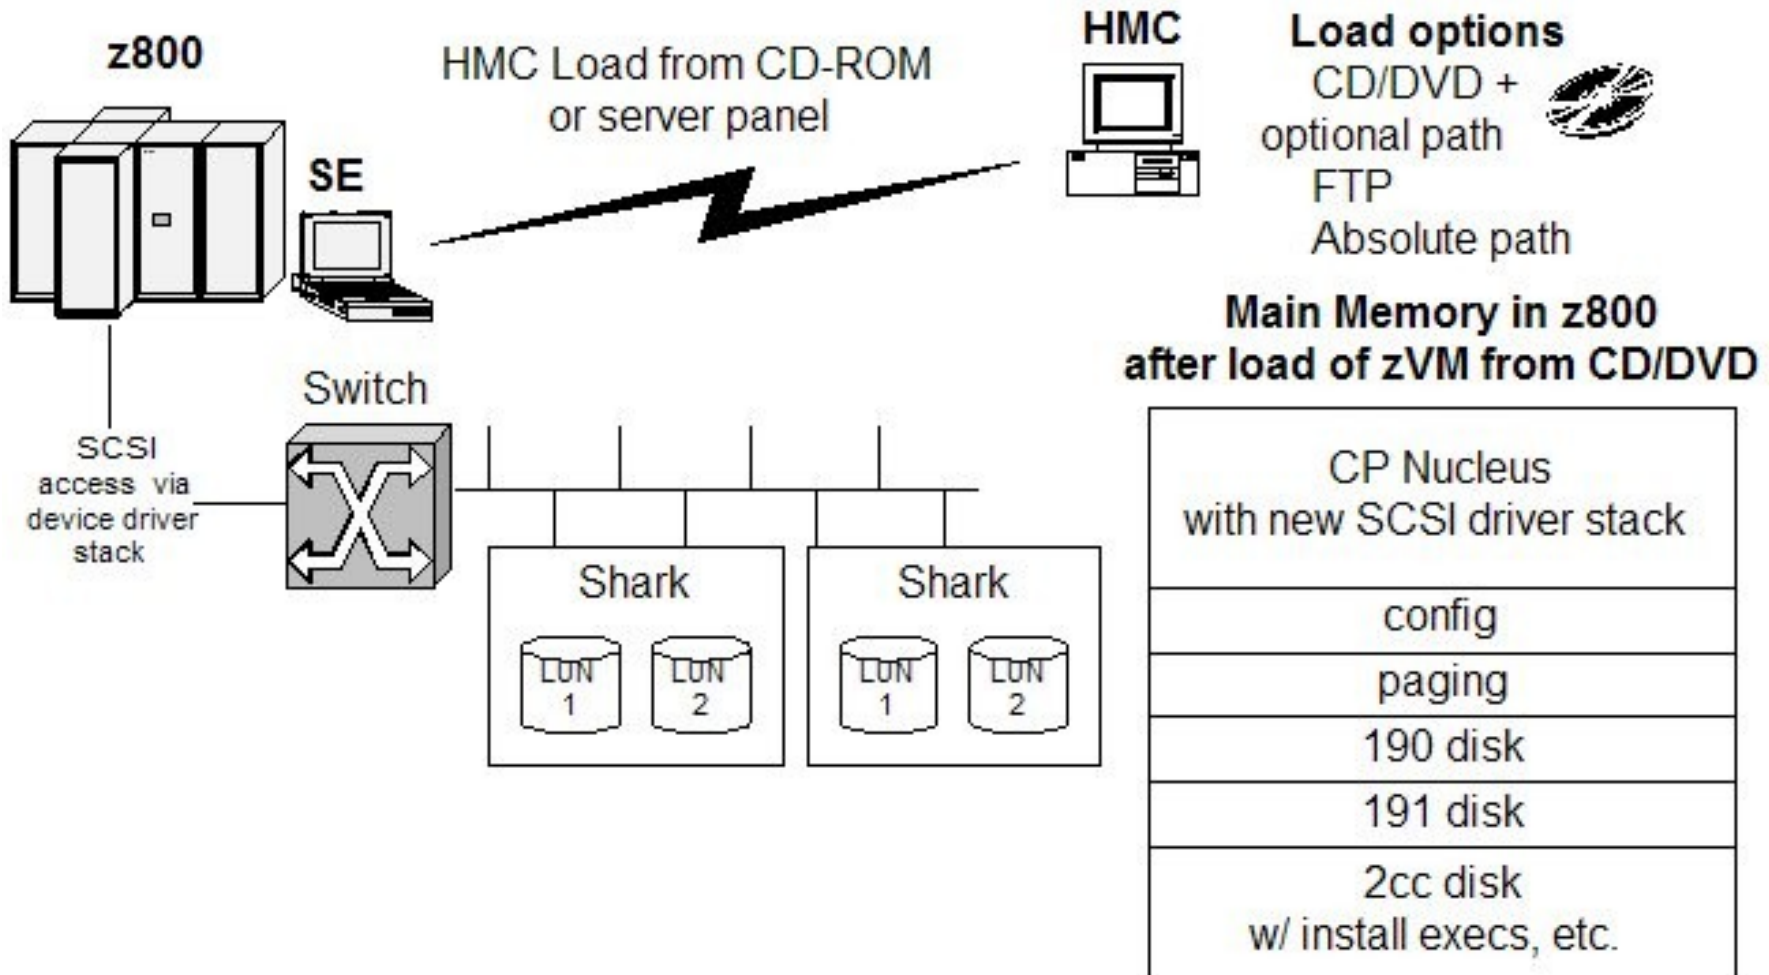 z800
HMC Load from CD-ROM
or server panel
HMC
Load options
CD/DVD +
optional path
FTP
Absolute path
SE
Main Memory in z800
after load of zVM from CD/DVD
Switch
SCSI
access via
device driver
stack
Shark
LUN
1
LUN
2
Shark
LUN
1
LUN
2
CP Nucleus
with new SCSI driver stack
config
paging
190 disk
191 disk
2cc disk
w/ install execs, etc.